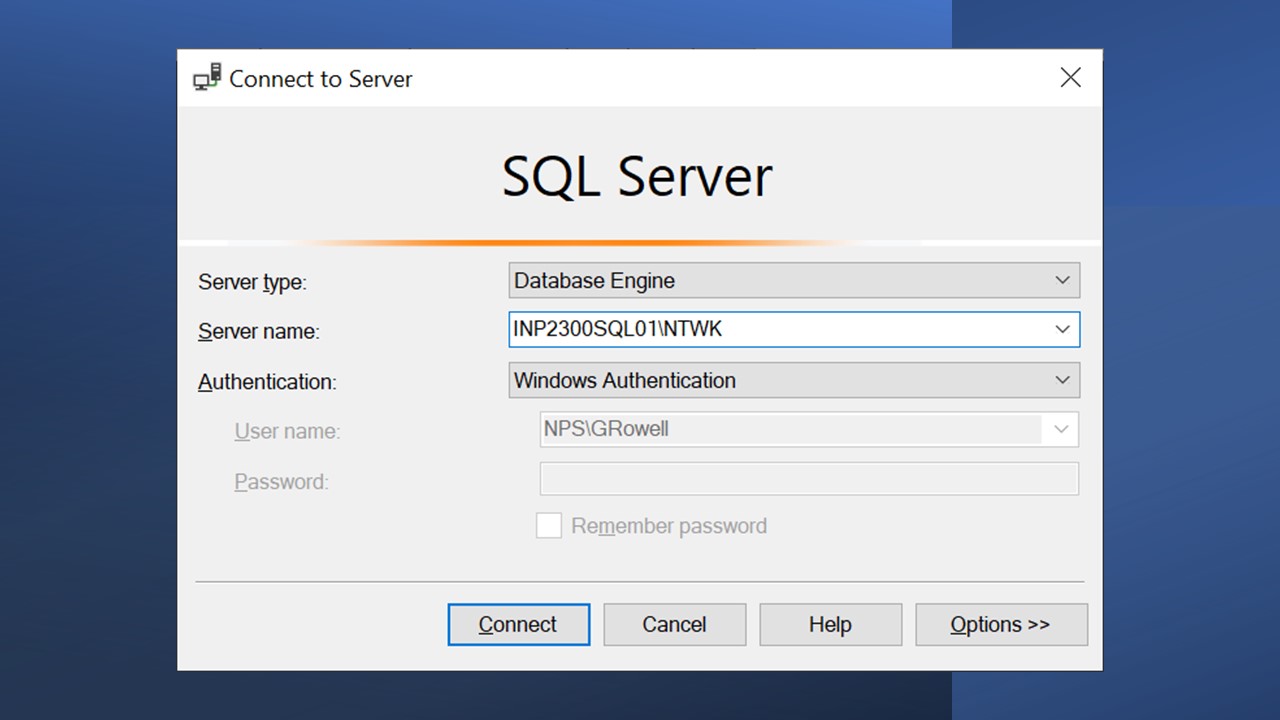 Connect to Server
SQL Server
Server type: Database Engine
Server name: INP2300SQL01\NTWK
Authentication: Windows Authentication
User name: NPS\GRowell
Password:
Remember password
Connect Cancel Help Options >>